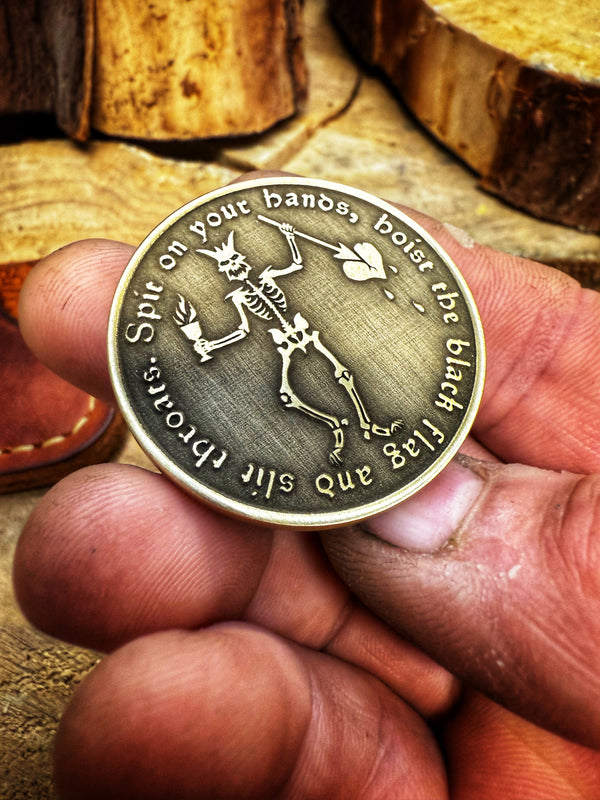 Spit on your hands, hoist the black flag and slit throats.